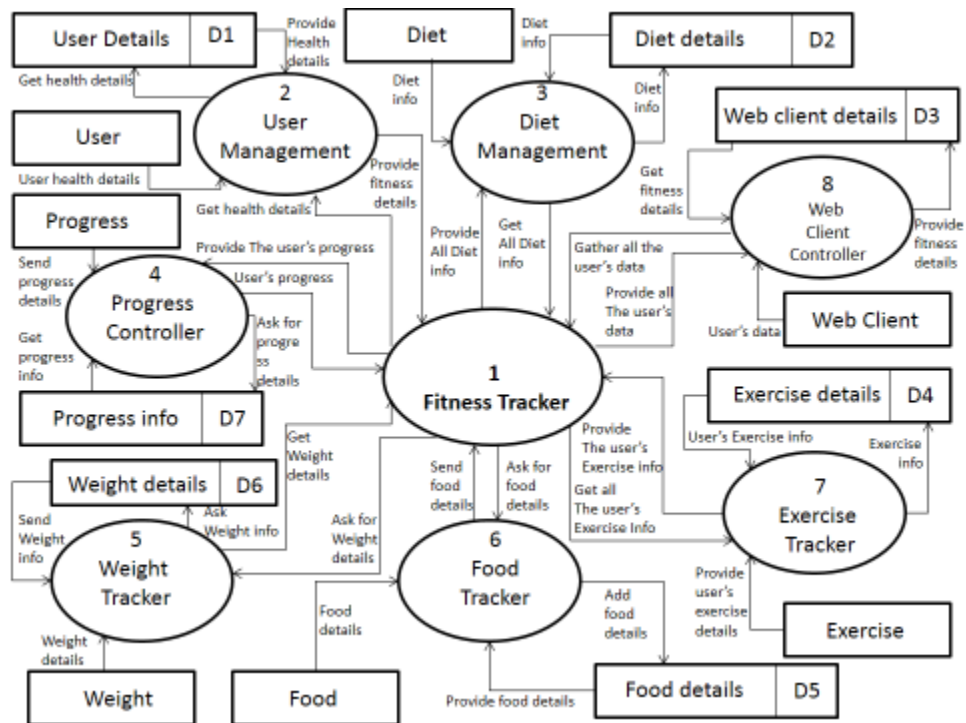 User Details
D1
Provide
Health
details
Diet
Diet
info
Diet details
D2
Get health details
2
User
Management
Diet
info
3
Diet
Management
Diet
info
Web client details
D3
User
User health details
Provide
fitness
details
Get
fitness
details
8
Web
Client
Controller
Provide
fitness
details
Get health details
Progress
Send
progress
details
Provide The user's progress
User's progress
Provide
All Diet
info
Get
All Diet
info
Gather all the
user's data
Provide all
The user's
data
4
Progress
Controller
Get
progress
info
Ask for
progre
ss
details
User's data
Web Client
1
Fitness Tracker
Progress info
D7
Exercise details
D4
Get
Weight
details
Send
food
details
Ask for
food
details
Provide
The user's
Exercise info
Get all
The user's
Exercise Info
User's Exercise info
Exercise
info
Weight details
D6
Send
Weight
info
Ask
Weight info
Ask for
Weight
details
5
Weight
Tracker
6
Food
Tracker
7
Exercise
Tracker
Weight
details
Food
details
Add
food
details
Provide
user's
exercise
details
Exercise
Weight
Food
Provide food details
Food details
D5